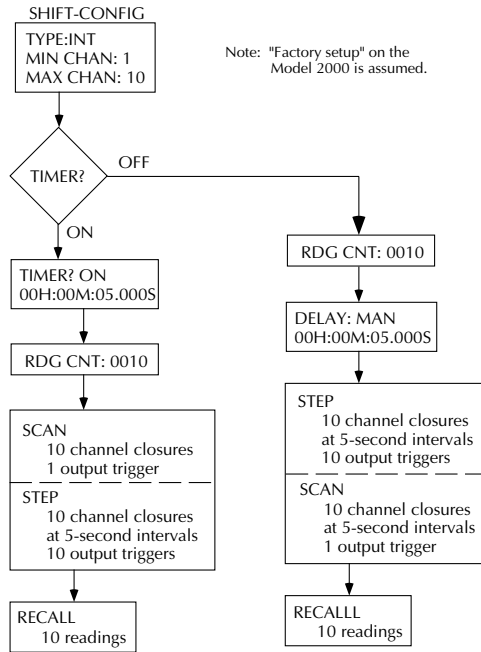 SHIFT-CONFIG
TYPE:INT
MIN CHAN: 1
MAX CHAN: 10
Note: "Factory setup" on the
Model 2000 is assumed.
TIMER?
OFF
ON
TIMER? ON
00H:00M:05.000S
RDG CNT: 0010
SCAN
10 channel closures
1 output trigger
STEP
10 channel closures
at 5-second intervals
10 output triggers
RECALL
10 readings
RDG CNT: 0010
DELAY: MAN
00H:00M:05.000S
STEP
10 channel closures
at 5-second intervals
10 output triggers
SCAN
10 channel closures
at 5-second intervals
1 output trigger
RECALLL
10 readings